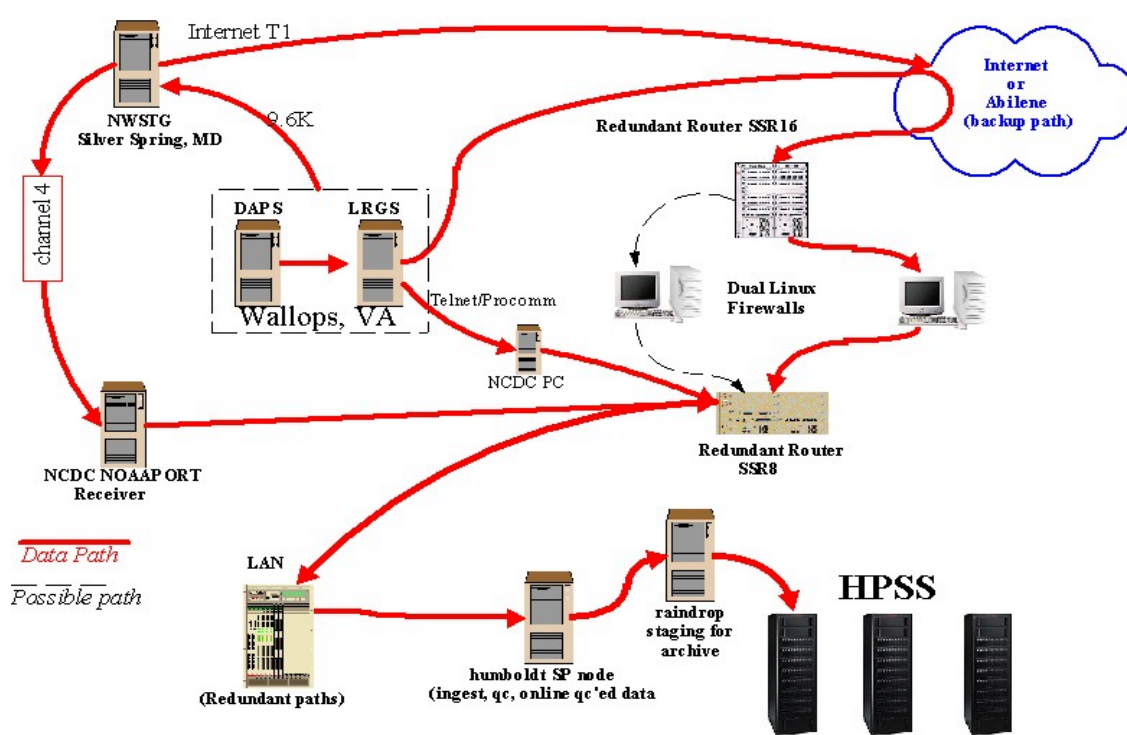 Internet T1
NWSTG
Silver Spring, MD
9.6K
Internet
or
Abilene
(backup path)
Redundant Router SSR16
channel 4
DAPS
LRGS
Wallops, VA
Telnet/Procomm
NCDC PC
Dual Linux
Firewalls
Redundant Router
SSR8
NCDC NOAAPORT
Receiver
Data Path
Possible path
LAN
(Redundant paths)
humboldt SP node
(ingest, qc, online qc'ed data
raindrop
staging for
archive
HPSS